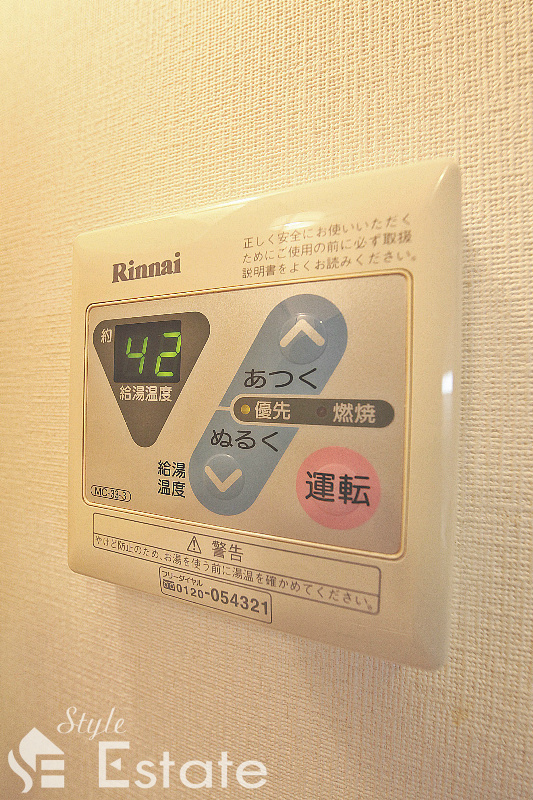 Rinnai
正しく安全にお使いいただく
ためにご使用の前に必ず取扱
説明書をよくお読みください。
約 42
給湯温度
あつく
優先 燃焼
ぬるく
給湯
温度
運転
MC-33-3
警告
やけど防止のため、お湯を使う前に湯温を確かめてください。
フリーダイヤル
0120-054321
Style
Estate